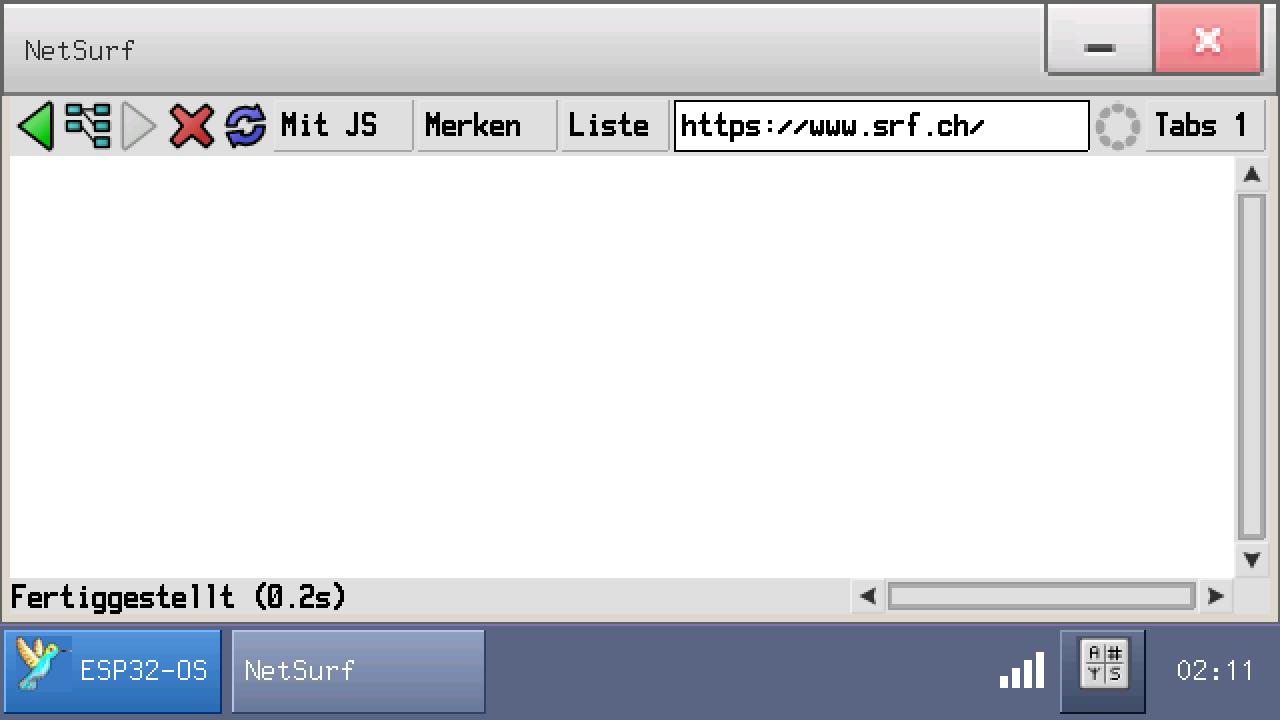 NetSurf
Mit JS Merken Liste https://www.srf.ch/ Tabs 1
Fertiggestellt (0.2s)
ESP32-OS NetSurf A # Y S 02:11